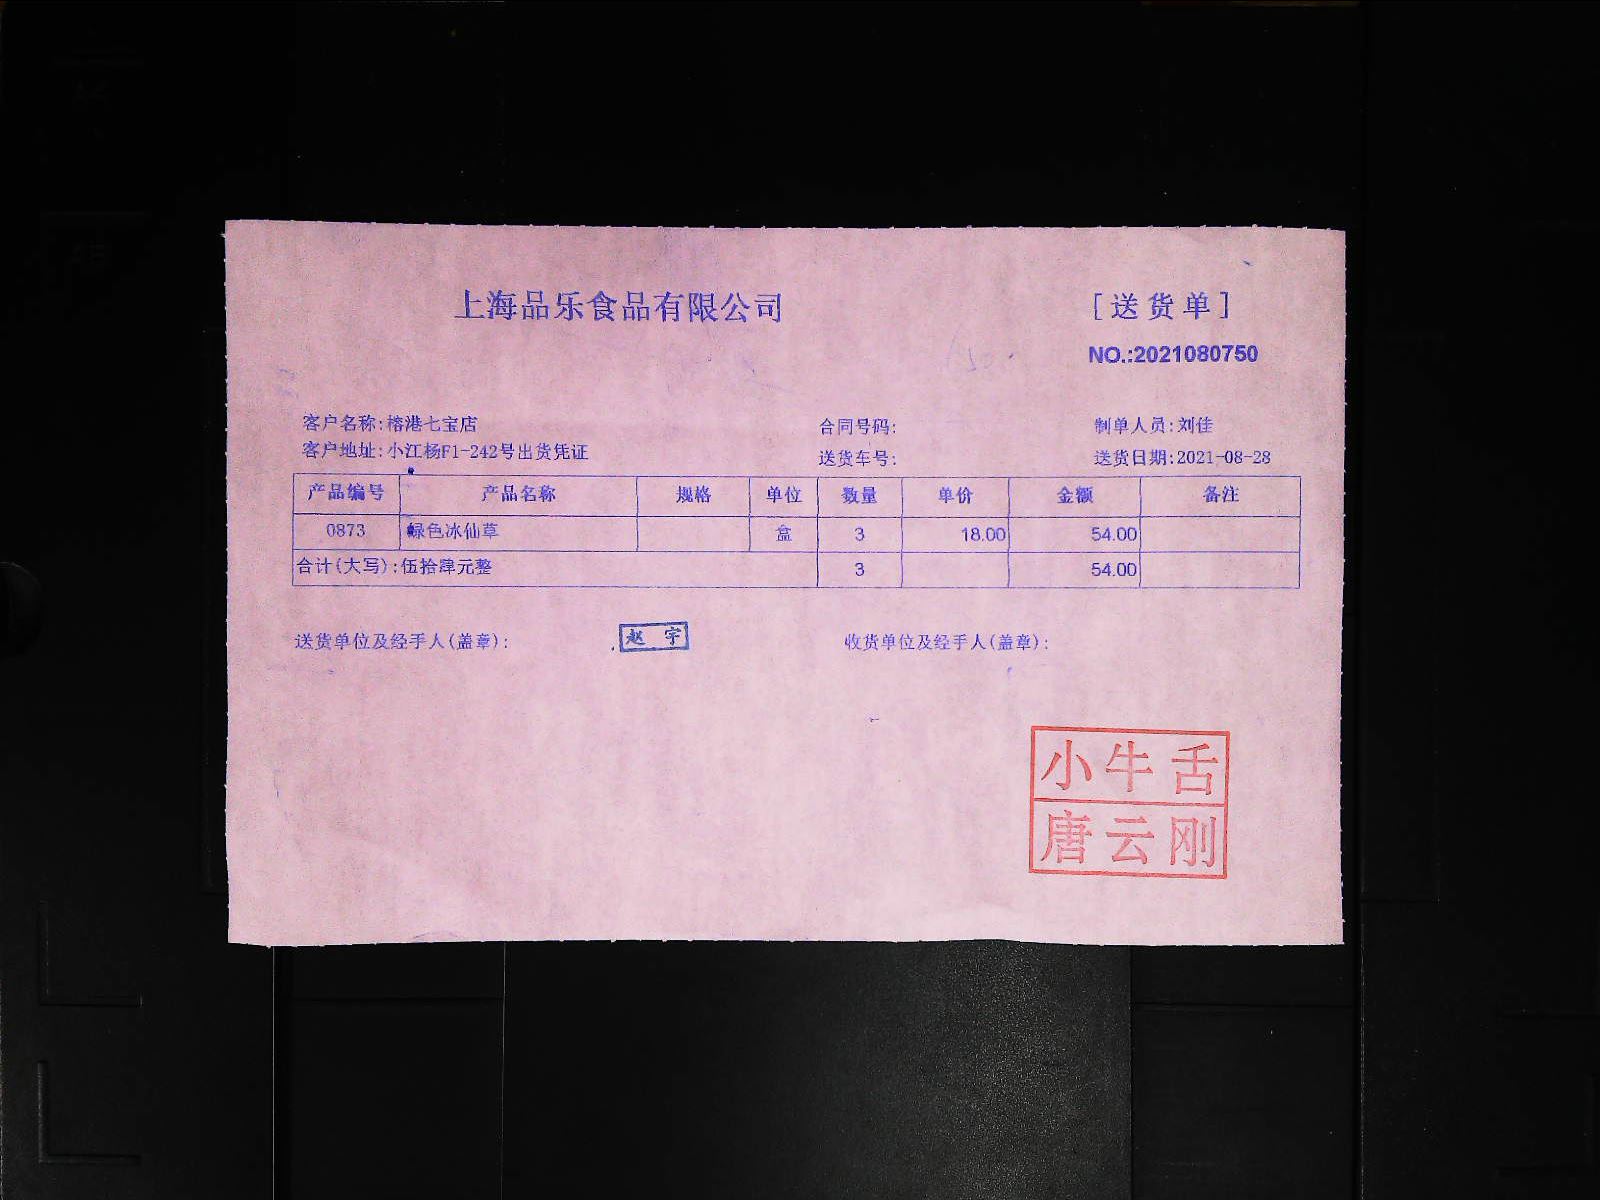 上海品乐食品有限公司 [送货单]
NO.:2021080750
客户名称:榕港七宝店 合同号码: 制单人员:刘佳
客户地址:小江杨F1-242号出货凭证 送货车号: 送货日期:2021-08-28
产品编号 产品名称 规格 单位 数量 单价 金额 备注
0873 绿色冰仙草 盒 3 18.00 54.00
合计(大写):伍拾肆元整 3 54.00
送货单位及经手人(盖章): 赵宇 收货单位及经手人(盖章):
小牛舌
唐云刚